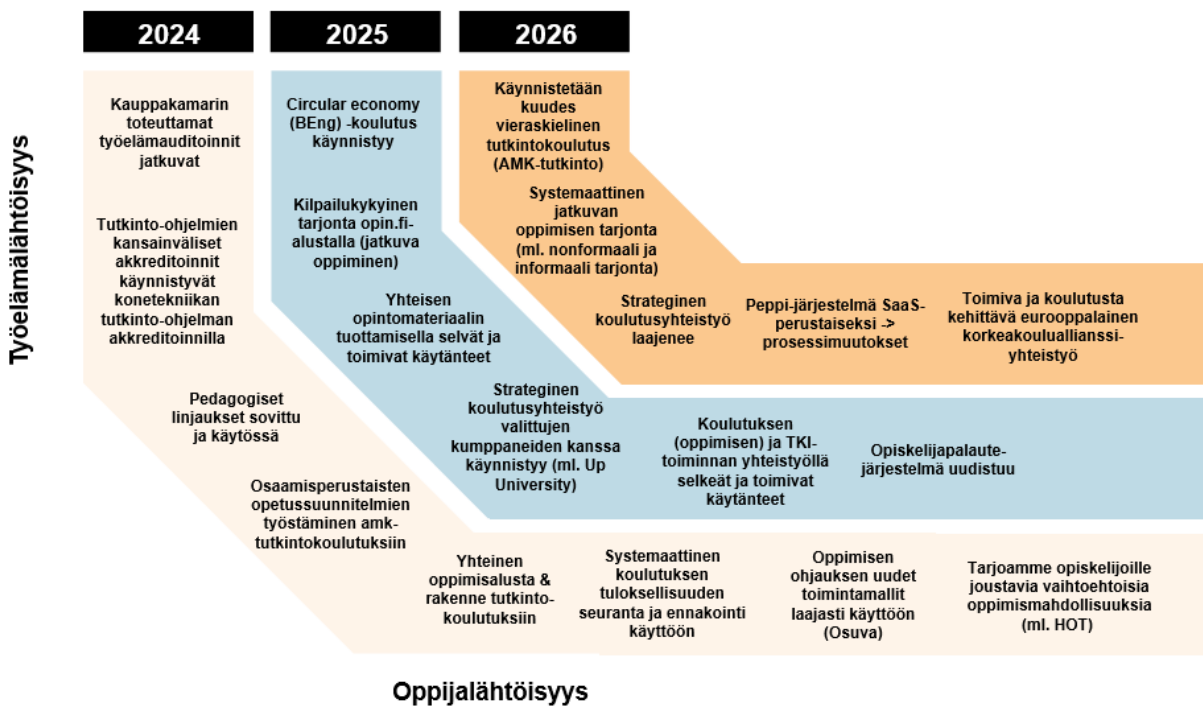 2024
2025
2026
Työelämälähtöisyys
Kauppakamarin
toteuttamat
työelämäauditoinnit
jatkuvat
Tutkinto-ohjelmien
kansainväliset
akkreditoinnit
käynnistyvät
konetekniikan
tutkinto-ohjelman
akkreditoinnilla
Pedagogiset
linjaukset sovittu
ja käytössä
Osaamisperustaisten
opetussuunnitelmien
työstäminen amk-
tutkintokoulutuksiin
Yhteinen
oppimisalusta &
rakenne tutkinto-
koulutuksiin
Systemaattinen
koulutuksen
tuloksellisuuden
seuranta ja ennakointi
käyttöön
Oppimisen
ohjauksen uudet
toimintamallit
laajasti käyttöön
(Osuva)
Tarjoamme opiskelijoille
joustavia vaihtoehtoisia
oppimismahdollisuuksia
(ml. HOT)
Circular economy
(BEng) -koulutus
käynnistyy
Kilpailukykyinen
tarjonta opin.fi-
alustalla (jatkuva
oppiminen)
Yhteisen
opintomateriaalin
tuottamisella selvät ja
toimivat käytänteet
Strateginen
koulutusyhteistyö
valittujen
kumppaneiden kanssa
käynnistyy (ml. Up
University)
Koulutuksen
(oppimisen) ja TKI-
toiminnan yhteistyöllä
selkeät ja toimivat
käytänteet
Opiskelijapalaute-
järjestelmä uudistuu
Käynnistetään
kuudes
vieraskielinen
tutkintokoulutus
(AMK-tutkinto)
Systemaattinen
jatkuvan
oppimisen tarjonta
(ml. nonformaali ja
informaali tarjonta)
Strateginen
koulutusyhteistyö
laajenee
Peppi-järjestelmä SaaS-
perustaiseksi ->
prosessimuutokset
Toimiva ja koulutusta
kehittävä eurooppalainen
korkeakouluallianssi-
yhteistyö
Oppijalähtöisyys